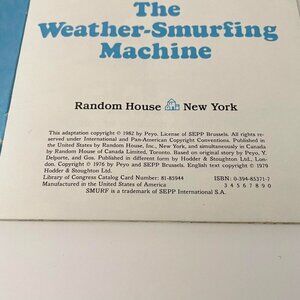 The
Weather-Smurfing
Machine
Random House New York
This adaptation copyright © 1982 by Peyo. License of SEPP Brussels. All rights re-
served under International and Pan-American Copyright Conventions. Published in
the United States by Random House, Inc., New York, and simultaneously in Canada
by Random House of Canada Limited, Toronto. Based on original story by Peyo, Y.
Delporte, and Gos. Published in different form by Hodder & Stoughton Ltd., Lon-
don. Copyright © 1976 by Peyo and SEPP Brussels. English text copyright © 1979
Hodder & Stoughton Ltd.
Library of Congress Catalog Card Number: 81-85944 ISBN: 0-394-85371-7
Manufactured in the United States of America 3 4 5 6 7 8 9 0
SMURF is a trademark of SEPP International S.A.